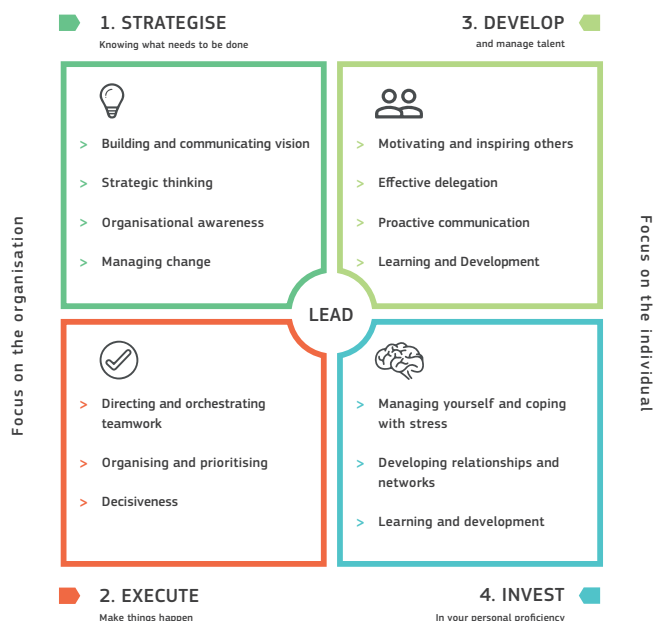 1. STRATEGISE
Knowing what needs to be done
3. DEVELOP
and manage talent
Focus on the organisation
> Building and communicating vision
> Strategic thinking
> Organisational awareness
> Managing change
> Motivating and inspiring others
> Effective delegation
> Proactive communication
> Learning and Development
Focus on the individual
LEAD
> Directing and orchestrating
teamwork
> Organising and prioritising
> Decisiveness
> Managing yourself and coping
with stress
> Developing relationships and
networks
> Learning and development
2. EXECUTE
Make things happen
4. INVEST
In your personal proficiency